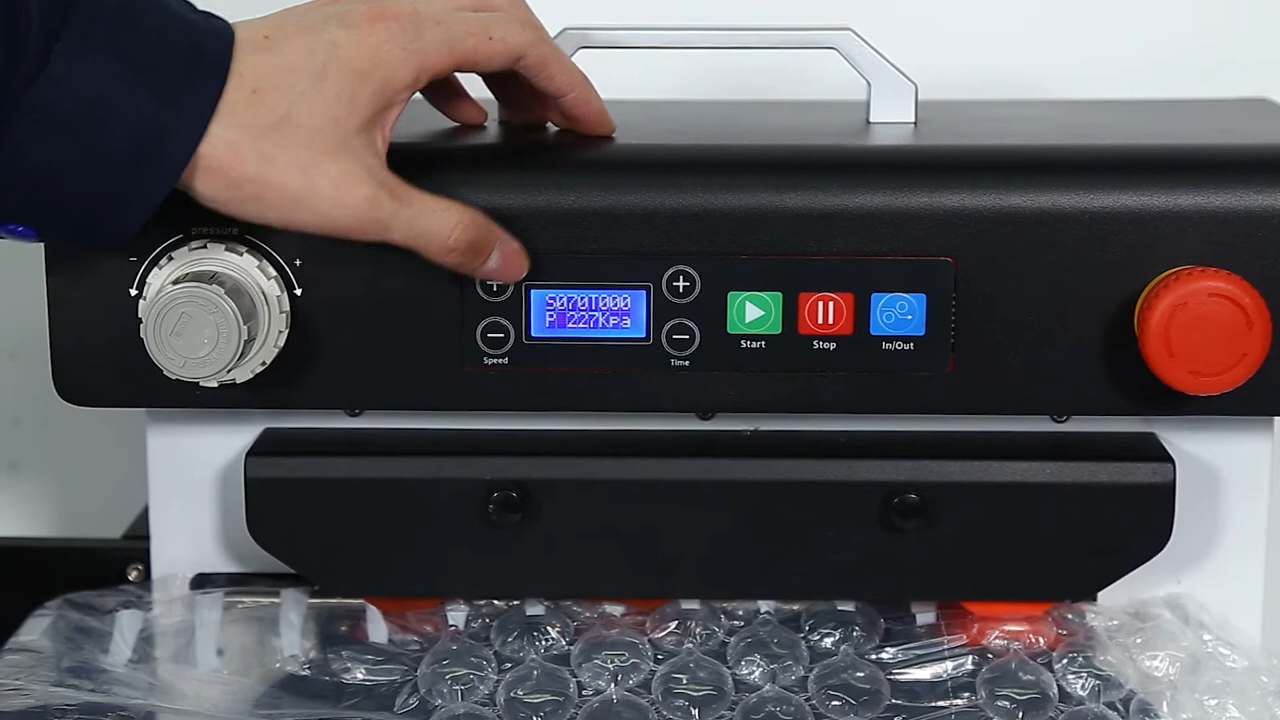 pressure
- +
+ +
S070T000
P 227Kpa
- -
Speed Time Start Stop In/Out